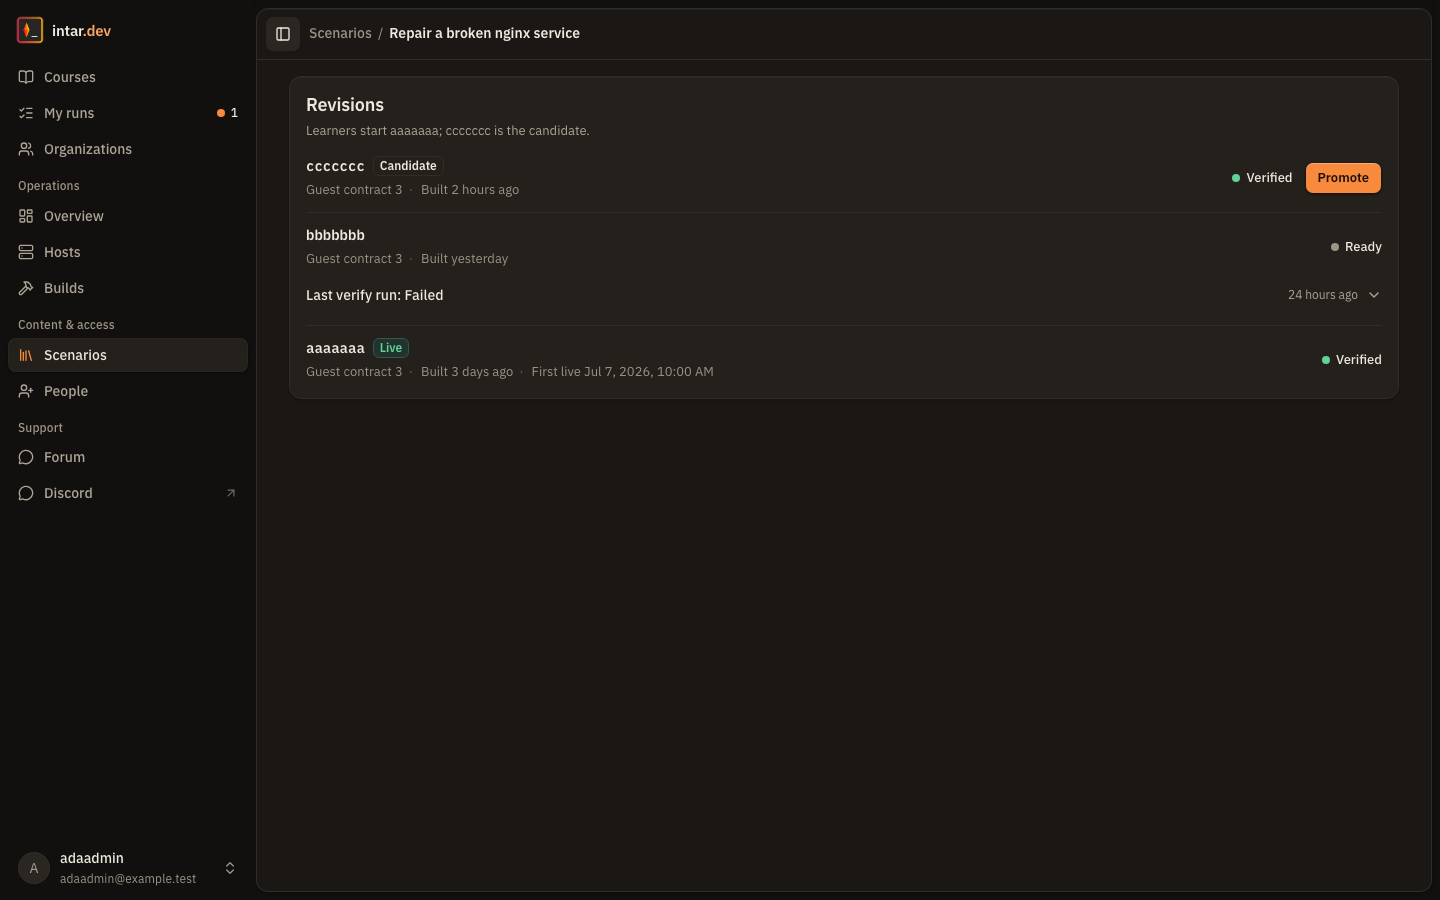 intar.dev
Courses
My runs 1
Organizations
Operations
Overview
Hosts
Builds
Content & access
Scenarios
People
Support
Forum
Discord
A
adaadmin
adaadmin@example.test
Scenarios / Repair a broken nginx service
Revisions
Learners start aaaaaaa; ccccccc is the candidate.
ccccccc Candidate
Guest contract 3 · Built 2 hours ago
Verified Promote
bbbbbbb
Guest contract 3 · Built yesterday
Ready
Last verify run: Failed 24 hours ago
aaaaaaa Live
Guest contract 3 · Built 3 days ago · First live Jul 7, 2026, 10:00 AM
Verified